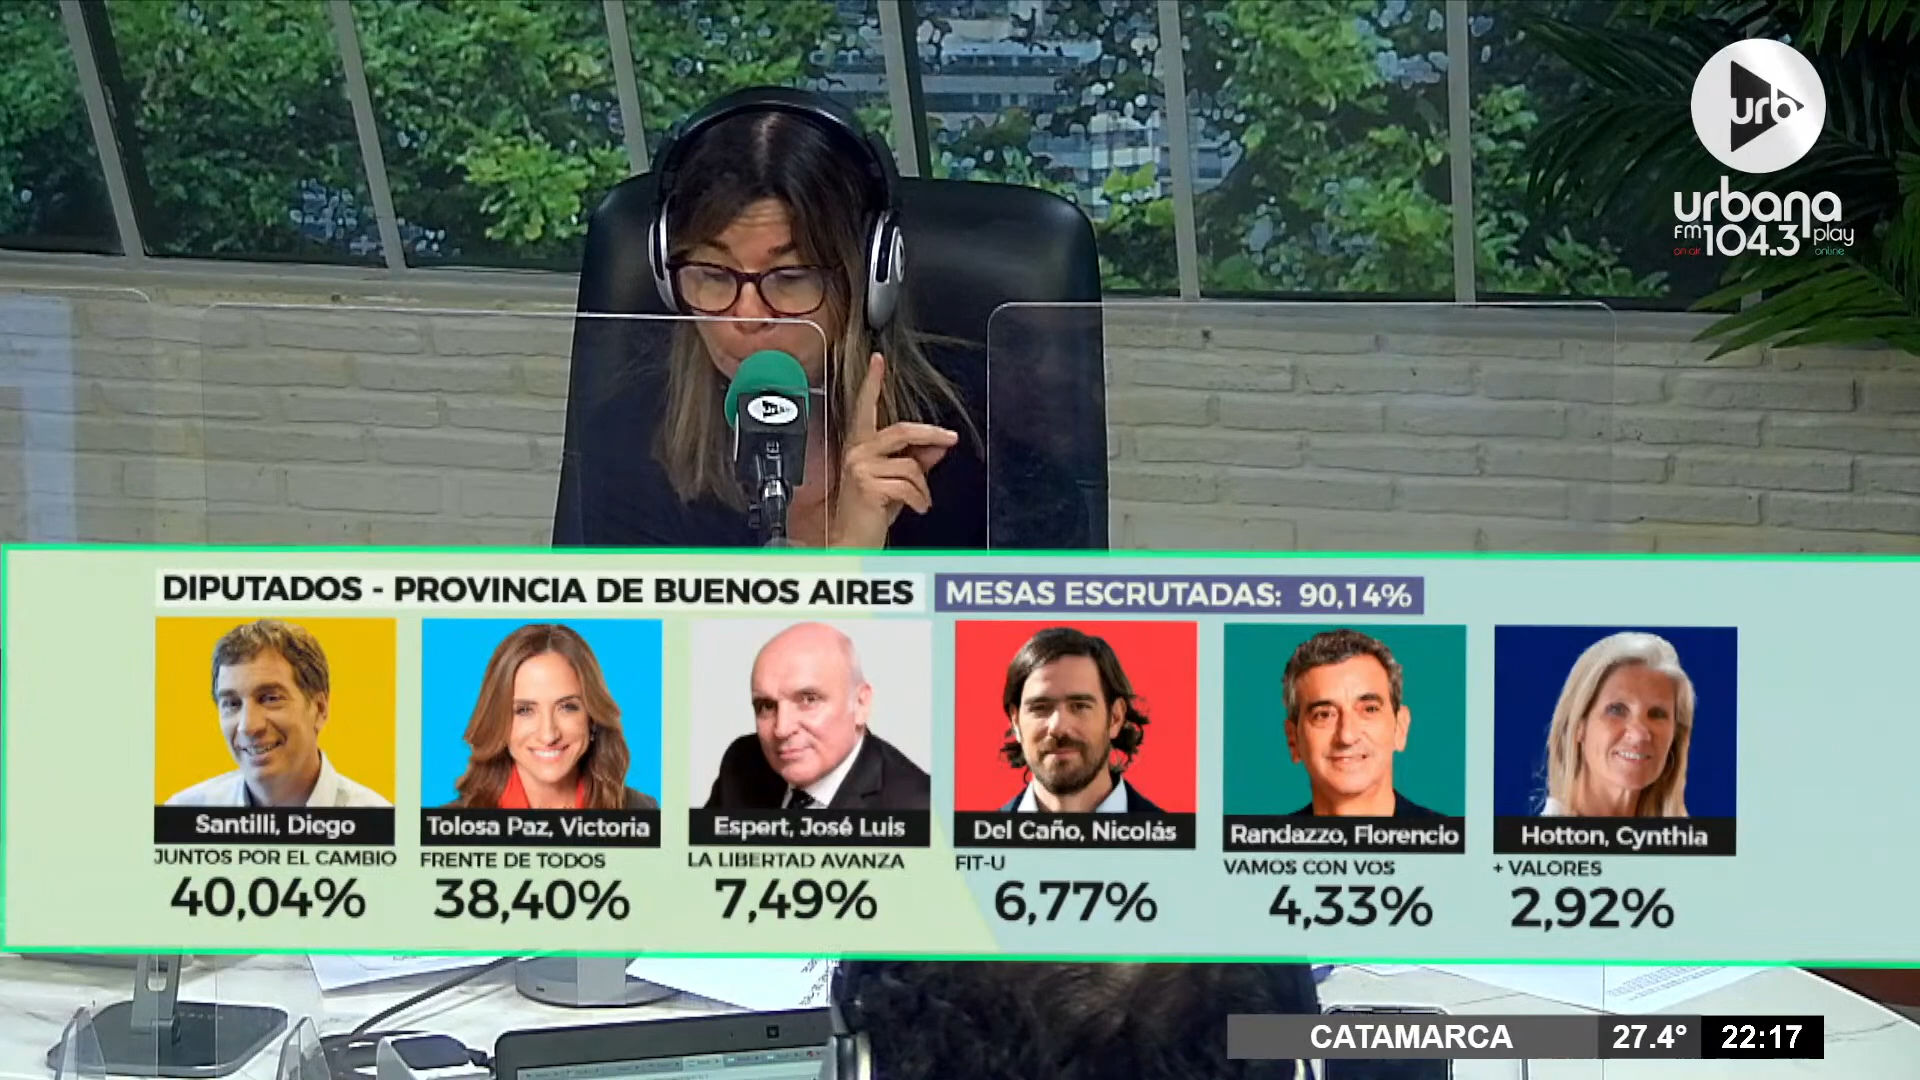 urb
urbana
FM 104.3 play
on air online
urb
DIPUTADOS - PROVINCIA DE BUENOS AIRES
MESAS ESCRUTADAS: 90,14%
Santilli, Diego
JUNTOS POR EL CAMBIO
40,04%
Tolosa Paz, Victoria
FRENTE DE TODOS
38,40%
Espert, José Luis
LA LIBERTAD AVANZA
7,49%
Del Caño, Nicolás
FIT-U
6,77%
Randazzo, Florencio
VAMOS CON VOS
4,33%
Hotton, Cynthia
+ VALORES
2,92%
CATAMARCA 27.4° 22:17